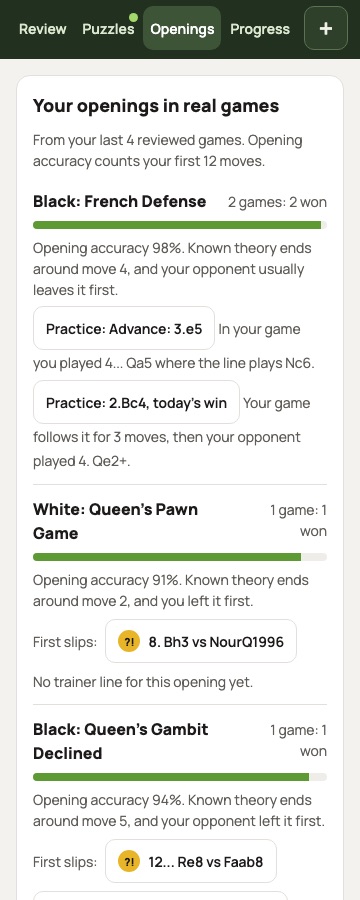 Review Puzzles Openings Progress +
Your openings in real games
From your last 4 reviewed games. Opening
accuracy counts your first 12 moves.
Black: French Defense 2 games: 2 won
Opening accuracy 98%. Known theory ends
around move 4, and your opponent usually
leaves it first.
Practice: Advance: 3.e5 In your game
you played 4... Qa5 where the line plays Nc6.
Practice: 2.Bc4, today's win Your game
follows it for 3 moves, then your opponent
played 4. Qe2+.
White: Queen's Pawn 1 game: 1
Game won
Opening accuracy 91%. Known theory ends
around move 2, and you left it first.
First slips: ?! 8. Bh3 vs NourQ1996
No trainer line for this opening yet.
Black: Queen's Gambit 1 game: 1
Declined won
Opening accuracy 94%. Known theory ends
around move 5, and your opponent left it first.
First slips: ?! 12... Re8 vs Faab8